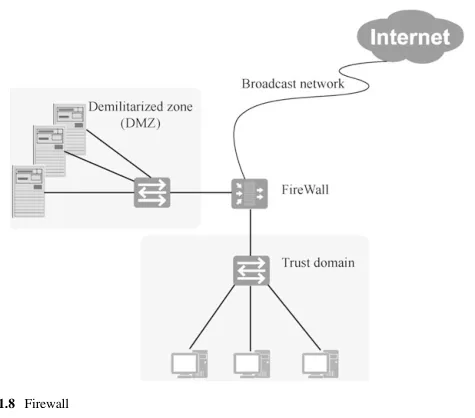 Internet
Broadcast network
Demilitarized zone
(DMZ)
FireWall
Trust domain
1.8 Firewall